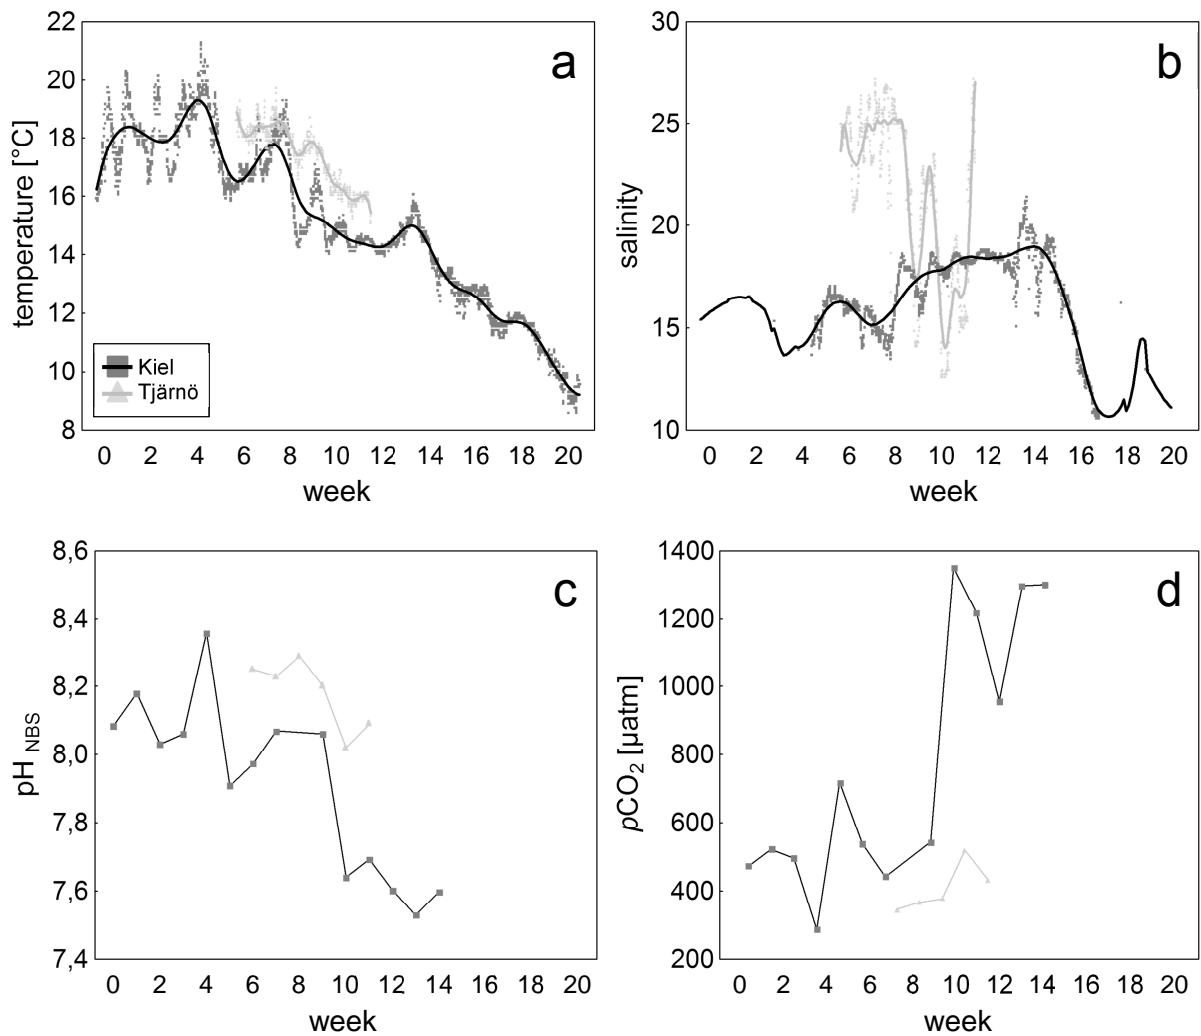 a
temperature [°C]
22
20
18
16
14
12
10
8
Kiel
Tjärnö
0 2 4 6 8 10 12 14 16 18 20
week
b
salinity
30
25
20
15
10
0 2 4 6 8 10 12 14 16 18 20
week
c
pH NBS
8,6
8,4
8,2
8,0
7,8
7,6
7,4
0 2 4 6 8 10 12 14 16 18 20
week
d
pCO2 [µatm]
1400
1200
1000
800
600
400
200
0 2 4 6 8 10 12 14 16 18 20
week